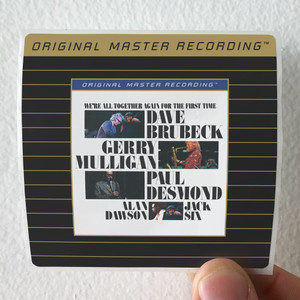 ORIGINAL MASTER RECORDING™
ORIGINAL MASTER RECORDING™
WE'RE ALL TOGETHER AGAIN FOR THE FIRST TIME
DAVE
BRUBECK
GERRY
MULLIGAN
PAUL
DESMOND
ALAN JACK
DAWSON SIX